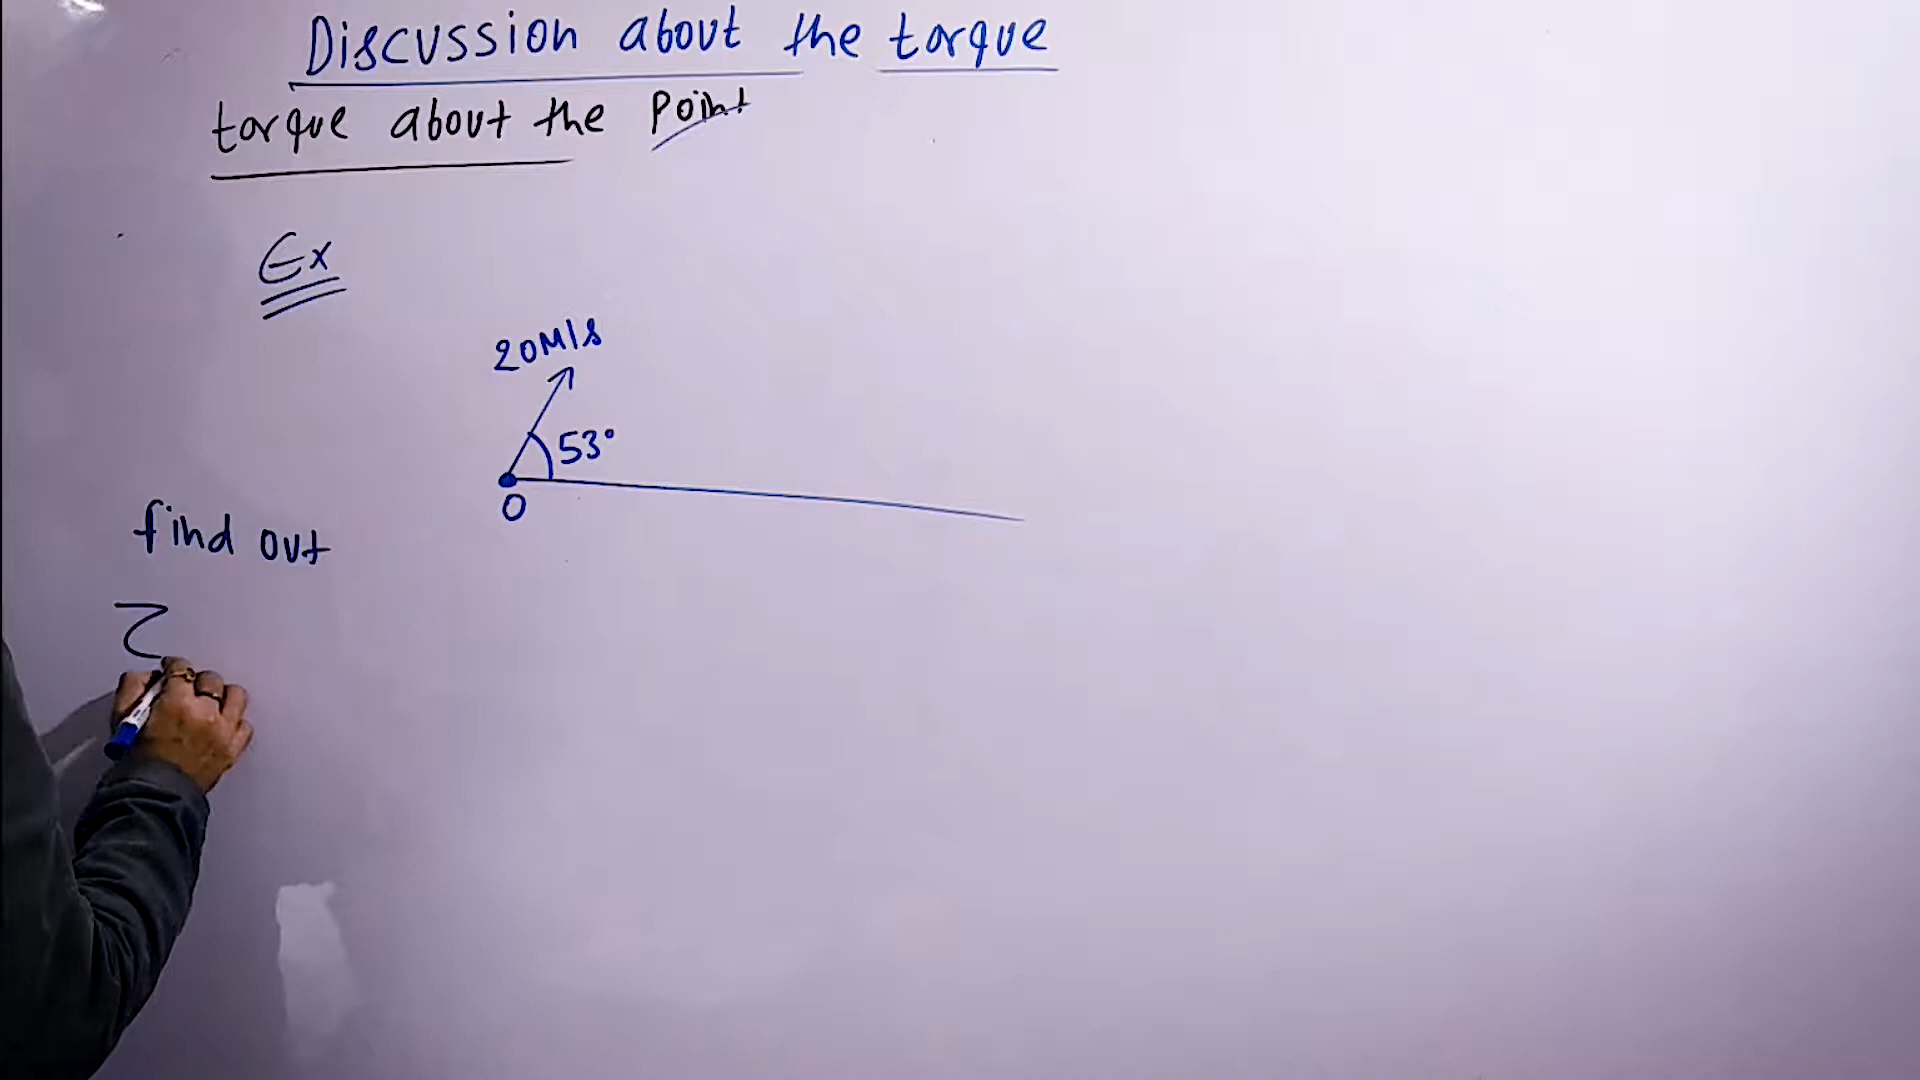 Discussion about the torque
torque about the Point
Ex
20M/s
53°
O
find out
τ